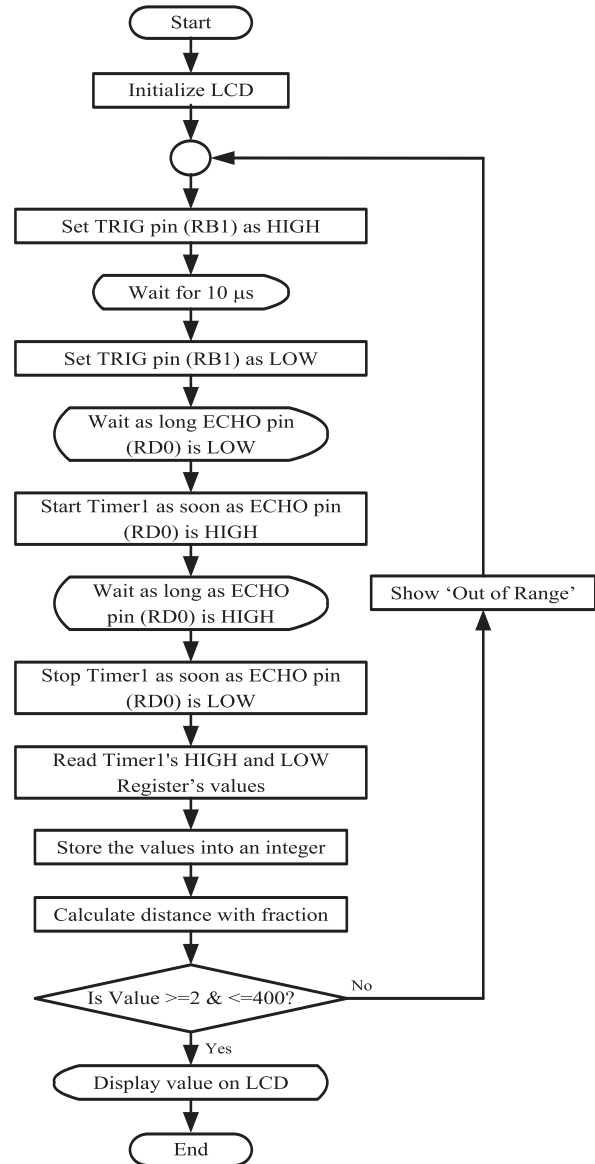 Start
Initialize LCD
Set TRIG pin (RB1) as HIGH
Wait for 10 μs
Set TRIG pin (RB1) as LOW
Wait as long ECHO pin
(RD0) is LOW
Start Timer1 as soon as ECHO pin
(RD0) is HIGH
Wait as long as ECHO
pin (RD0) is HIGH
Show ‘Out of Range’
Stop Timer1 as soon as ECHO pin
(RD0) is LOW
Read Timer1's HIGH and LOW
Register’s values
Store the values into an integer
Calculate distance with fraction
Is Value >=2 & <=400?
No
Yes
Display value on LCD
End